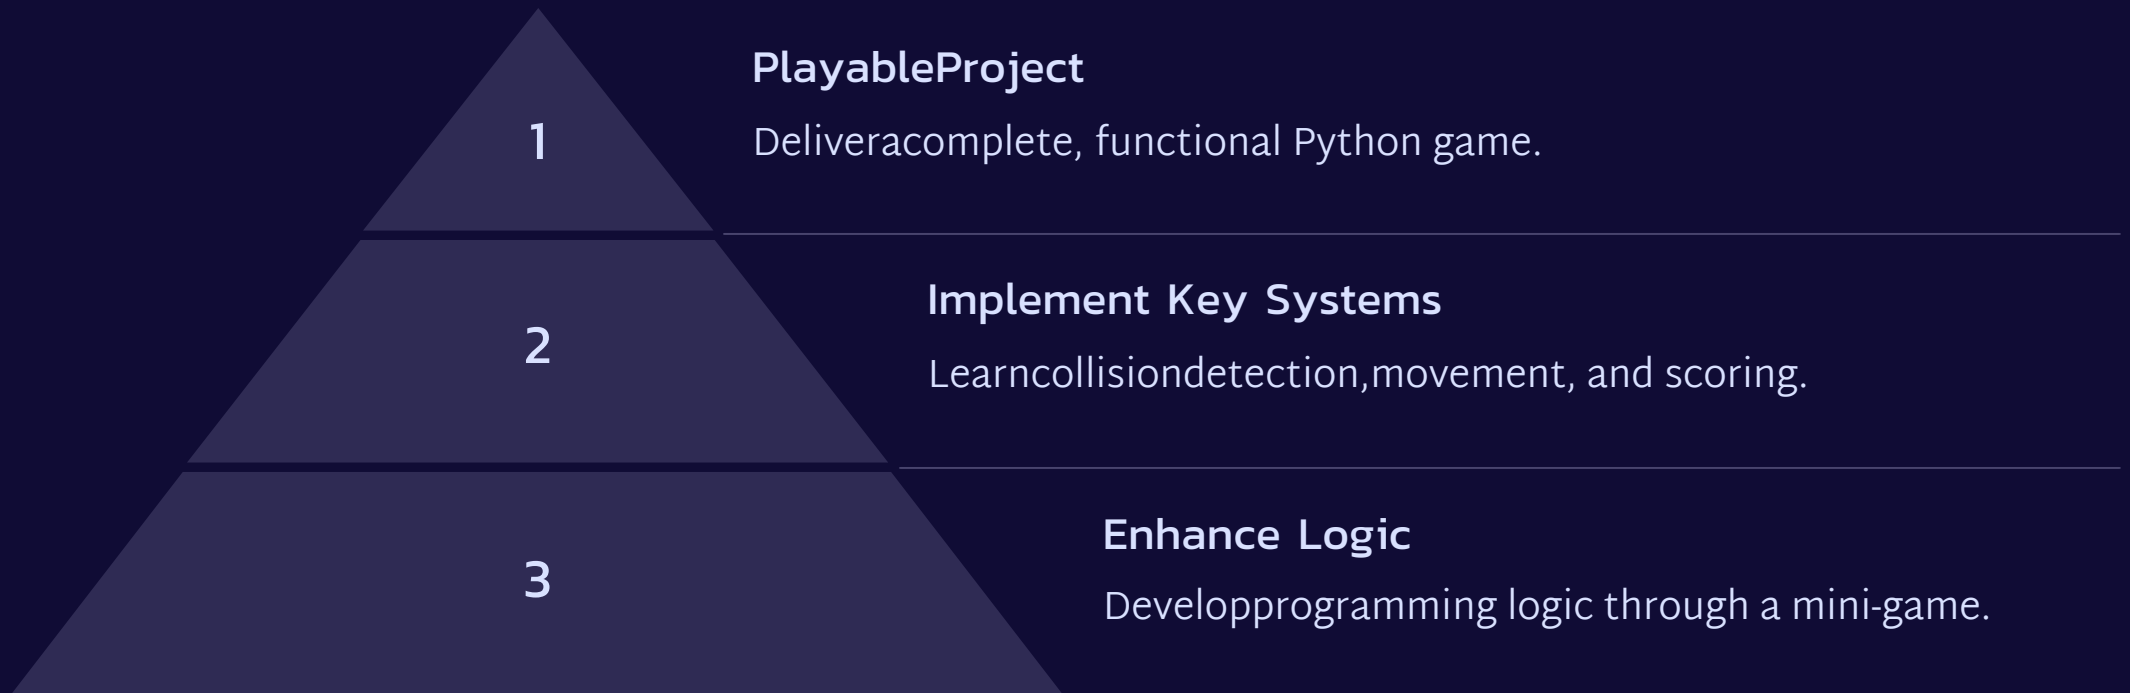 1
PlayableProject
Deliveracomplete, functional Python game.
2
Implement Key Systems
Learncollisiondetection,movement, and scoring.
3
Enhance Logic
Developprogramming logic through a mini-game.